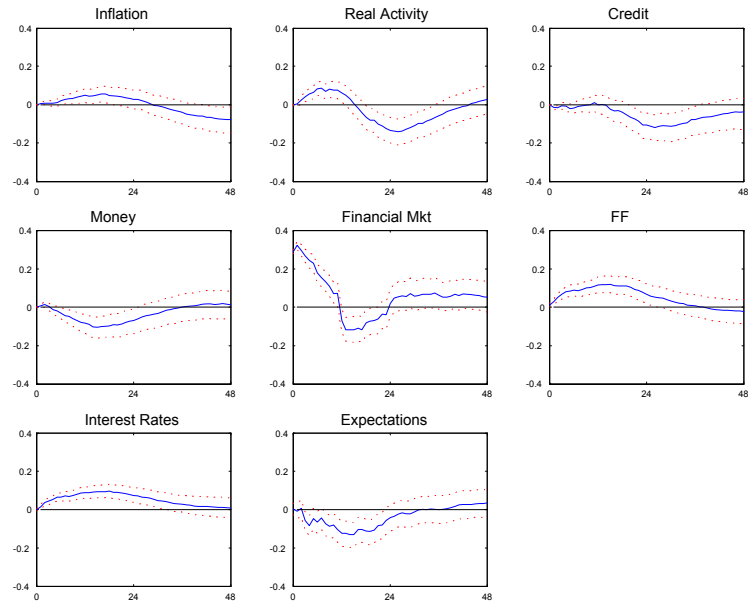 Inflation Real Activity Credit
0.4 0.4 0.4
0.2 0.2 0.2
0 0 0
-0.2 -0.2 -0.2
-0.4 -0.4 -0.4
0 24 48 0 24 48 0 24 48
Money Financial Mkt FF
0.4 0.4 0.4
0.2 0.2 0.2
0 0 0
-0.2 -0.2 -0.2
-0.4 -0.4 -0.4
0 24 48 0 24 48 0 24 48
Interest Rates Expectations
0.4 0.4
0.2 0.2
0 0
-0.2 -0.2
-0.4 -0.4
0 24 48 0 24 48